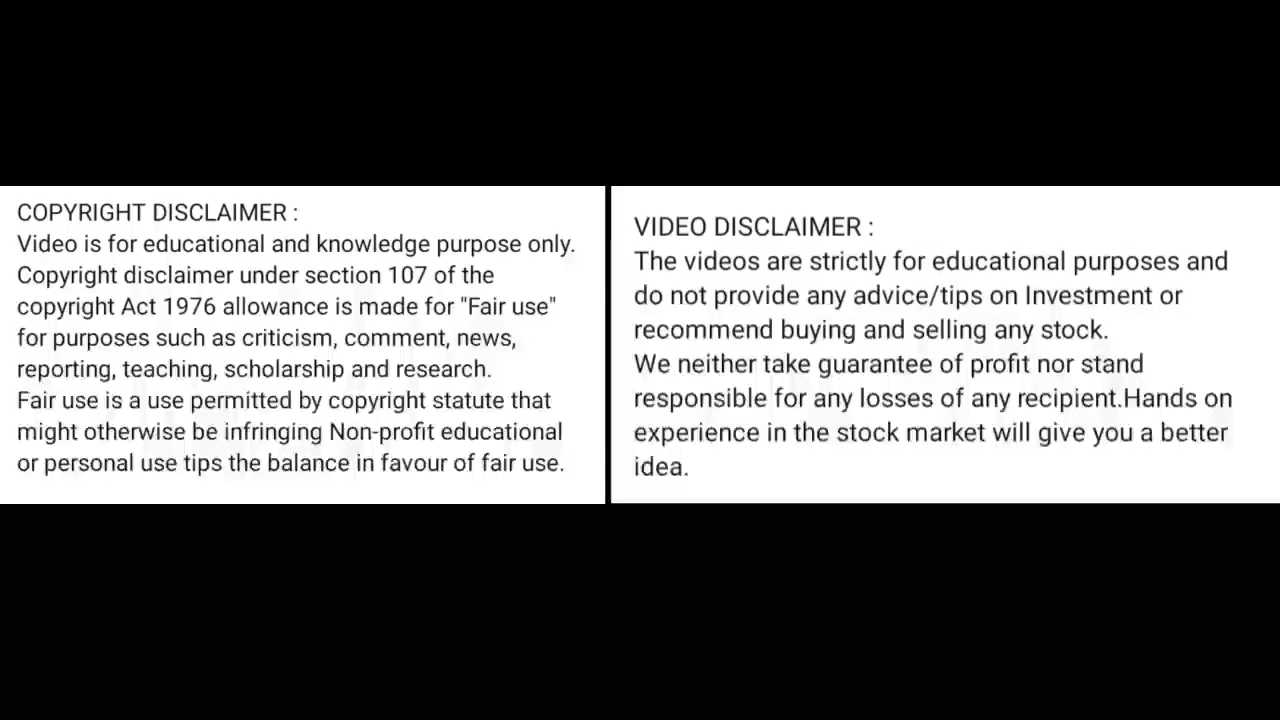 COPYRIGHT DISCLAIMER :
Video is for educational and knowledge purpose only.
Copyright disclaimer under section 107 of the
copyright Act 1976 allowance is made for "Fair use"
for purposes such as criticism, comment, news,
reporting, teaching, scholarship and research.
Fair use is a use permitted by copyright statute that
might otherwise be infringing Non-profit educational
or personal use tips the balance in favour of fair use.
VIDEO DISCLAIMER :
The videos are strictly for educational purposes and
do not provide any advice/tips on Investment or
recommend buying and selling any stock.
We neither take guarantee of profit nor stand
responsible for any losses of any recipient.Hands on
experience in the stock market will give you a better
idea.